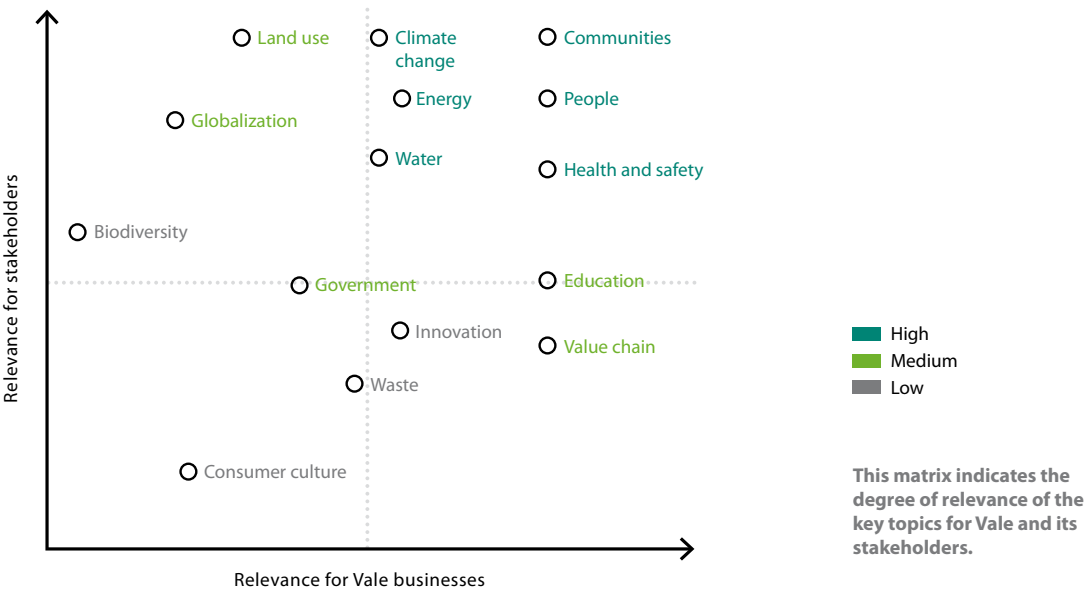 Land use
Climate
change
Communities
Energy
People
Globalization
Water
Health and safety
Biodiversity
Relevance for stakeholders
Government
Education
Innovation
Value chain
Waste
Consumer culture
Relevance for Vale businesses
High
Medium
Low
This matrix indicates the
degree of relevance of the
key topics for Vale and its
stakeholders.